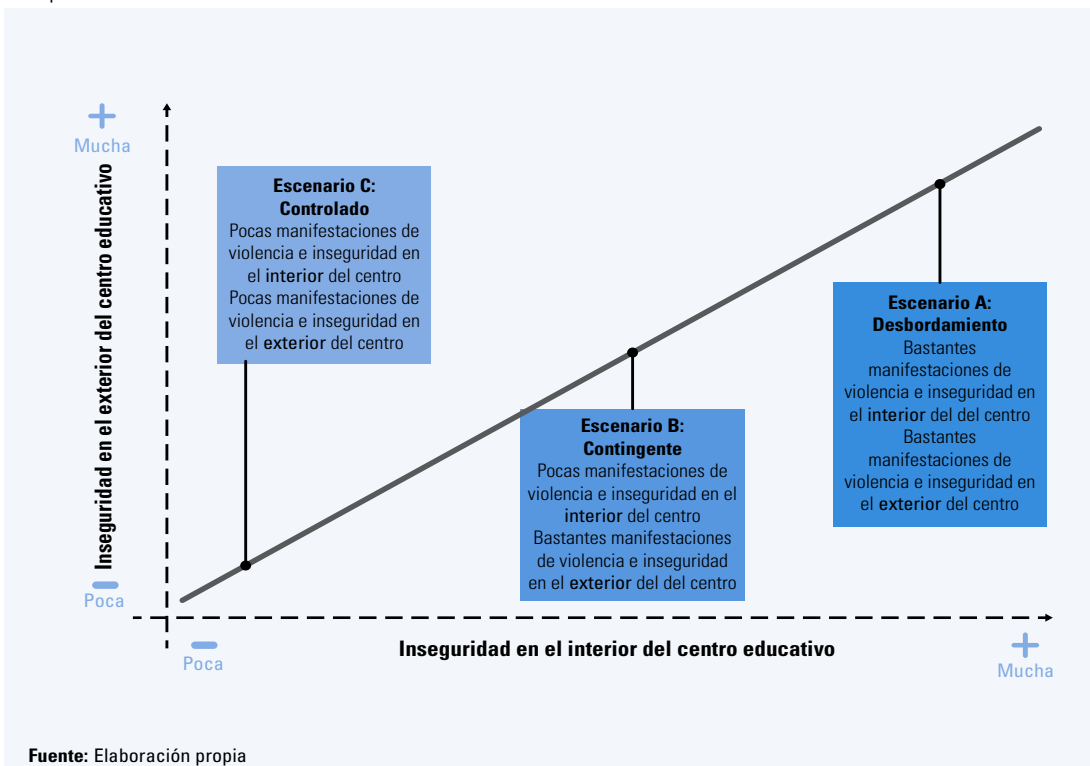 Mucha
Inseguridad en el exterior del centro educativo
Poca
Escenario C:
Controlado
Pocas manifestaciones de
violencia e inseguridad en
el interior del centro
Pocas manifestaciones de
violencia e inseguridad en
el exterior del centro
Escenario B:
Contingente
Pocas manifestaciones de
violencia e inseguridad en el
interior del centro
Bastantes manifestaciones
de violencia e inseguridad
en el exterior del del centro
Escenario A:
Desbordamiento
Bastantes
manifestaciones de
violencia e inseguridad en
el interior del del centro
Bastantes
manifestaciones de
violencia e inseguridad en
el exterior del centro
Poca
Inseguridad en el interior del centro educativo
Mucha
Fuente: Elaboración propia